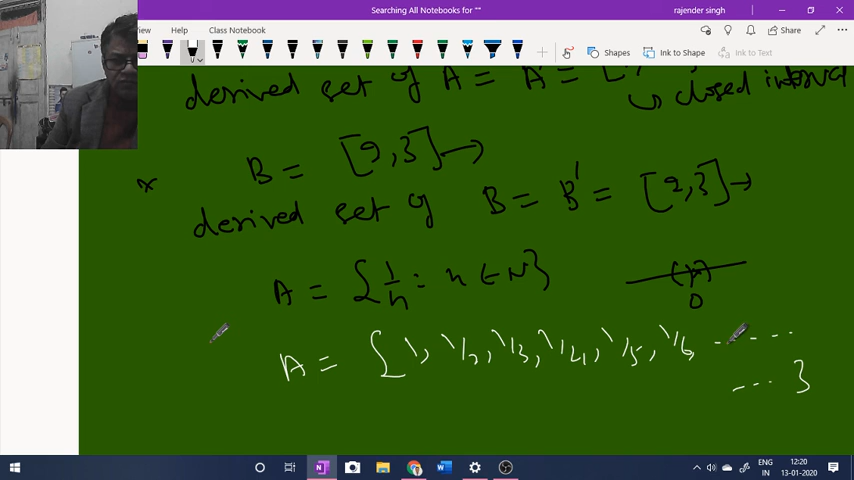 Searching All Notebooks for ""
rajender singh
View Help Class Notebook
Share
Shapes
Ink to Shape
Ink to Text
derived set of A = A' = [
closed interval
B = [2,3] →
* derived set of B = B' = [2,3] →
A = { 1/n : n ∈ N }
0
A = { 1, 1/2, 1/3, 1/4, 1/5, 1/6, - - - - -
- - - }
ENG
IN
12:20
13-01-2020